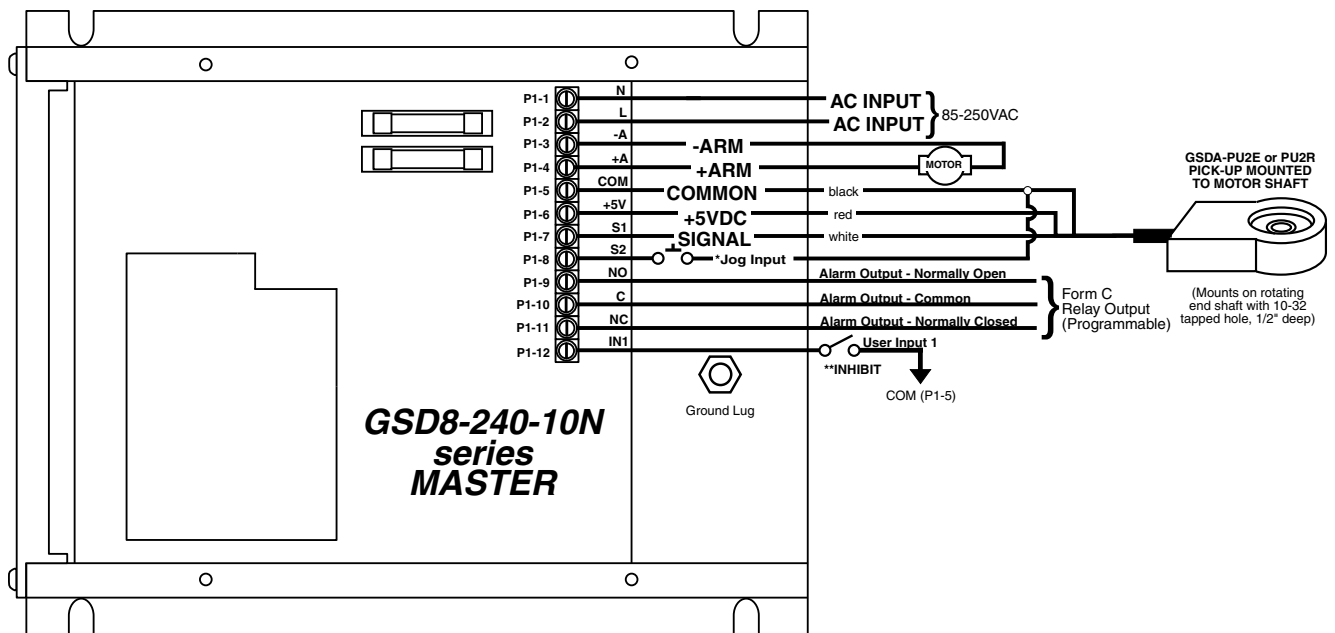 P1-1 N AC INPUT
P1-2 L AC INPUT
85-250VAC
P1-3 -A -ARM
P1-4 +A +ARM
MOTOR
P1-5 COM COMMON black
P1-6 +5V +5VDC red
P1-7 S1 SIGNAL white
P1-8 S2 *Jog Input
P1-9 NO Alarm Output - Normally Open
P1-10 C Alarm Output - Common
P1-11 NC Alarm Output - Normally Closed
P1-12 IN1 User Input 1
Form C
Relay Output
(Programmable)
**INHIBIT
COM (P1-5)
Ground Lug
GSDA-PU2E or PU2R
PICK-UP MOUNTED
TO MOTOR SHAFT
(Mounts on rotating
end shaft with 10-32
tapped hole, 1/2" deep)
GSD8-240-10N
series
MASTER